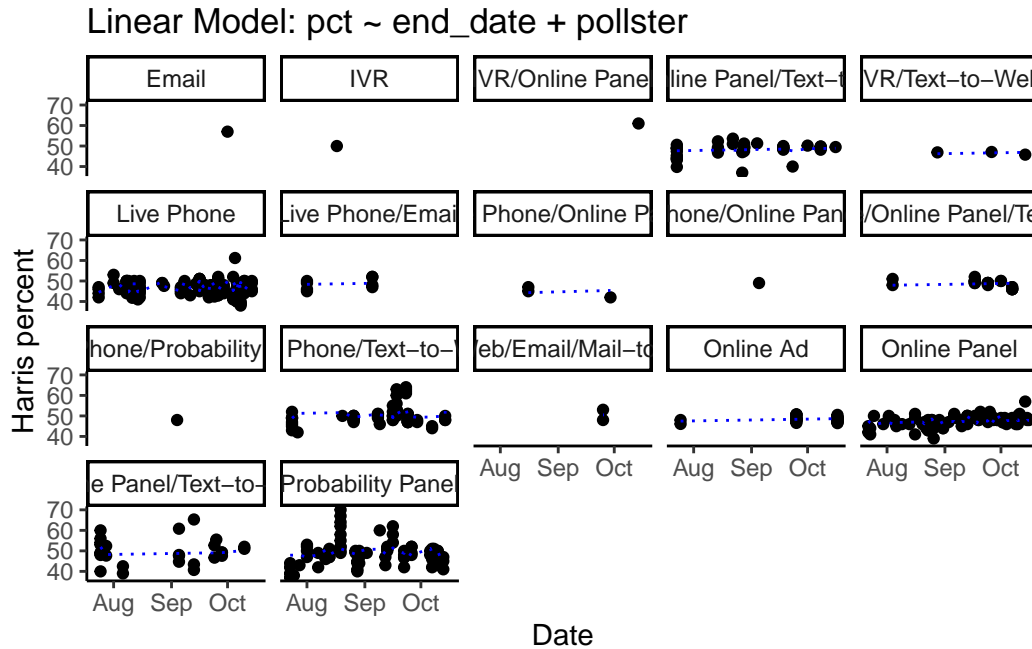 Linear Model: pct ~ end_date + pollster
Email
IVR
VR/Online Pane
line Panel/Text−t
VR/Text−to−Wel
70
60
50
40
Live Phone
Live Phone/Emai
Phone/Online P
hone/Online Pan
/Online Panel/Te
70
60
50
40
Harris percent
hone/Probability
Phone/Text−to−W
Web/Email/Mail−to
Online Ad
Online Panel
70
60
50
40
Aug Sep Oct
Aug Sep Oct
Aug Sep Oct
e Panel/Text−to−
Probability Panel
70
60
50
40
Aug Sep Oct
Aug Sep Oct
Date